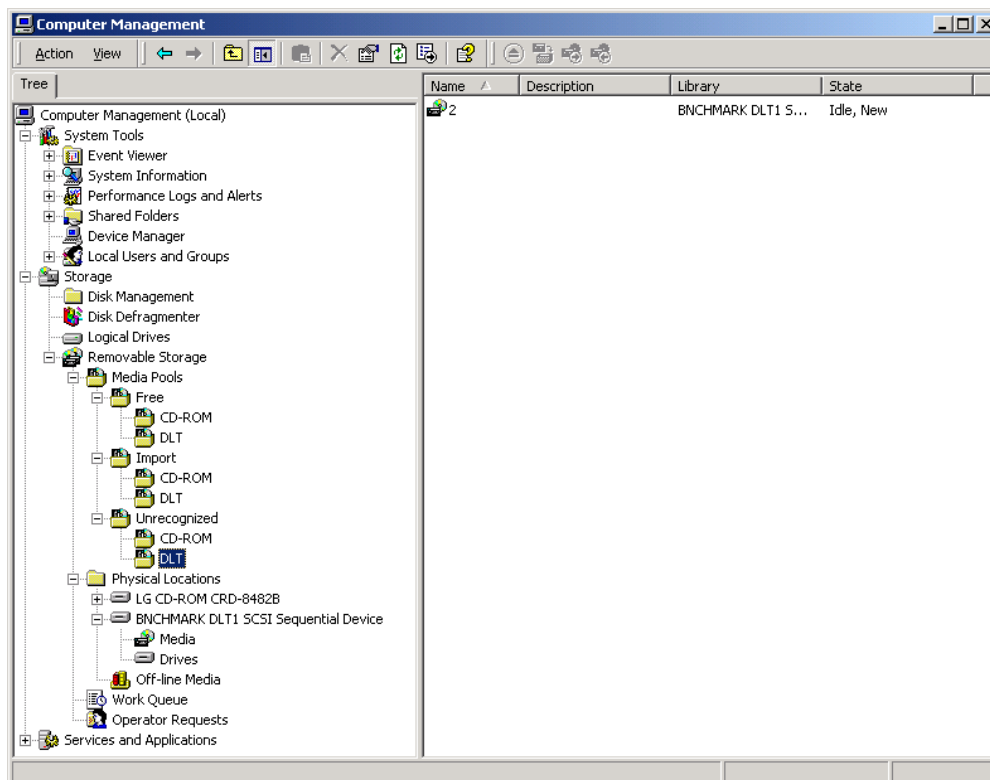 Computer Management
Action View
Tree
Name Description Library State
Computer Management (Local)
2 BNCHMARK DLT1 S... Idle, New
System Tools
Event Viewer
System Information
Performance Logs and Alerts
Shared Folders
Device Manager
Local Users and Groups
Storage
Disk Management
Disk Defragmenter
Logical Drives
Removable Storage
Media Pools
Free
CD-ROM
DLT
Import
CD-ROM
DLT
Unrecognized
CD-ROM
DLT
Physical Locations
LG CD-ROM CRD-8482B
BNCHMARK DLT1 SCSI Sequential Device
Media
Drives
Off-line Media
Work Queue
Operator Requests
Services and Applications